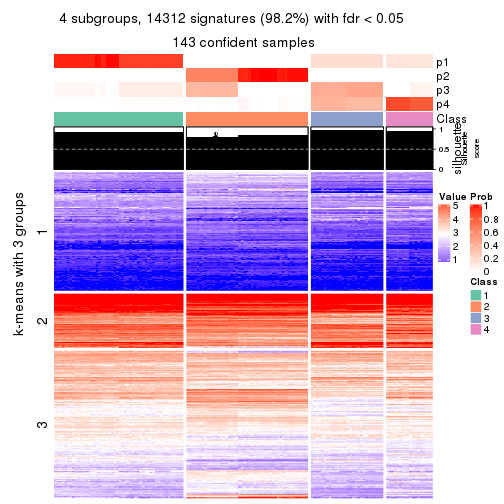 4 subgroups, 14312 signatures (98.2%) with fdr < 0.05
143 confident samples
p1
p2
p3
p4
Class
1
0.5
0
silhouette
Silhouette
score
k-means with 3 groups
1
2
3
Value
5
4
3
2
1
Prob
1
0.8
0.6
0.4
0.2
0
Class
1
2
3
4